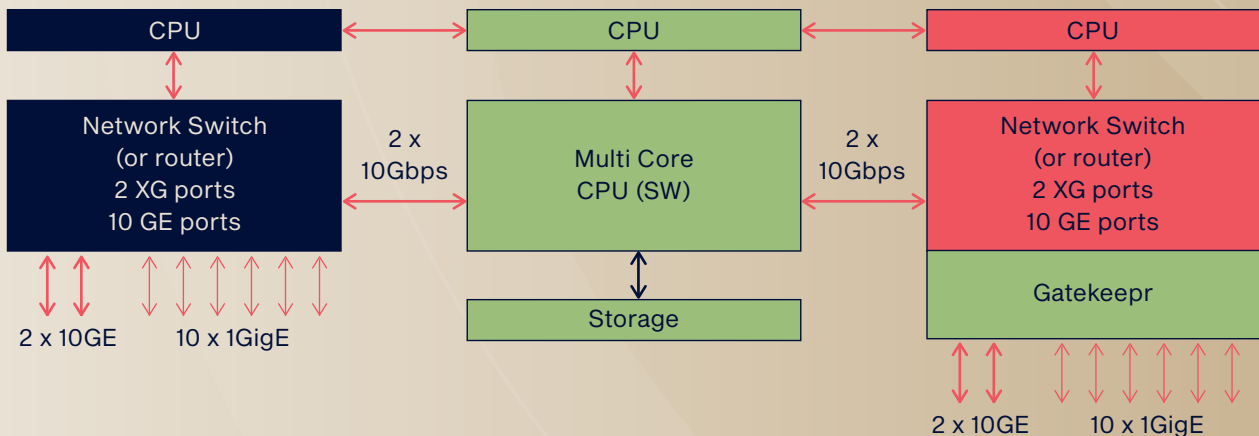 CPU
CPU
CPU
Network Switch
(or router)
2 XG ports
10 GE ports
2 x
10Gbps
Multi Core
CPU (SW)
2 x
10Gbps
Network Switch
(or router)
2 XG ports
10 GE ports
Gatekeepr
Storage
2 x 10GE
10 x 1GigE
2 x 10GE
10 x 1GigE